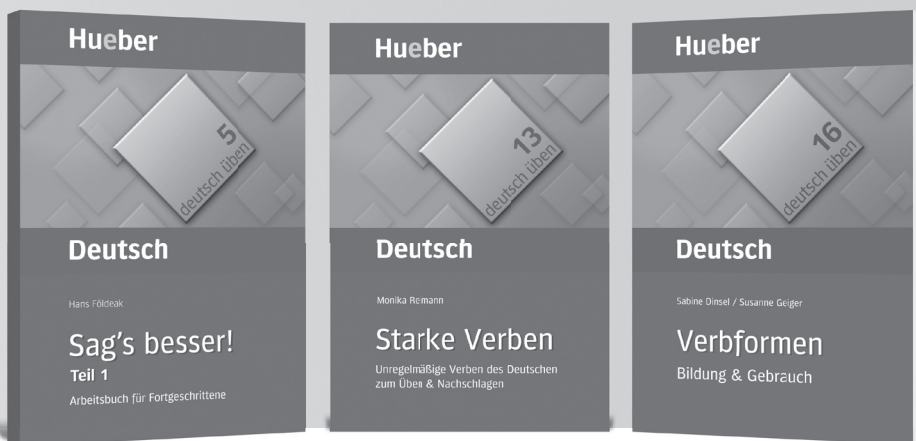 Hueber
5
deutsch üben
Deutsch
Hans Földeak
Sag's besser!
Teil 1
Arbeitsbuch für Fortgeschrittene
Hueber
13
deutsch üben
Deutsch
Monika Remann
Starke Verben
Unregelmäßige Verben des Deutschen
zum Üben & Nachschlagen
Hueber
16
deutsch üben
Deutsch
Sabine Dinsel / Susanne Geiger
Verbformen
Bildung & Gebrauch